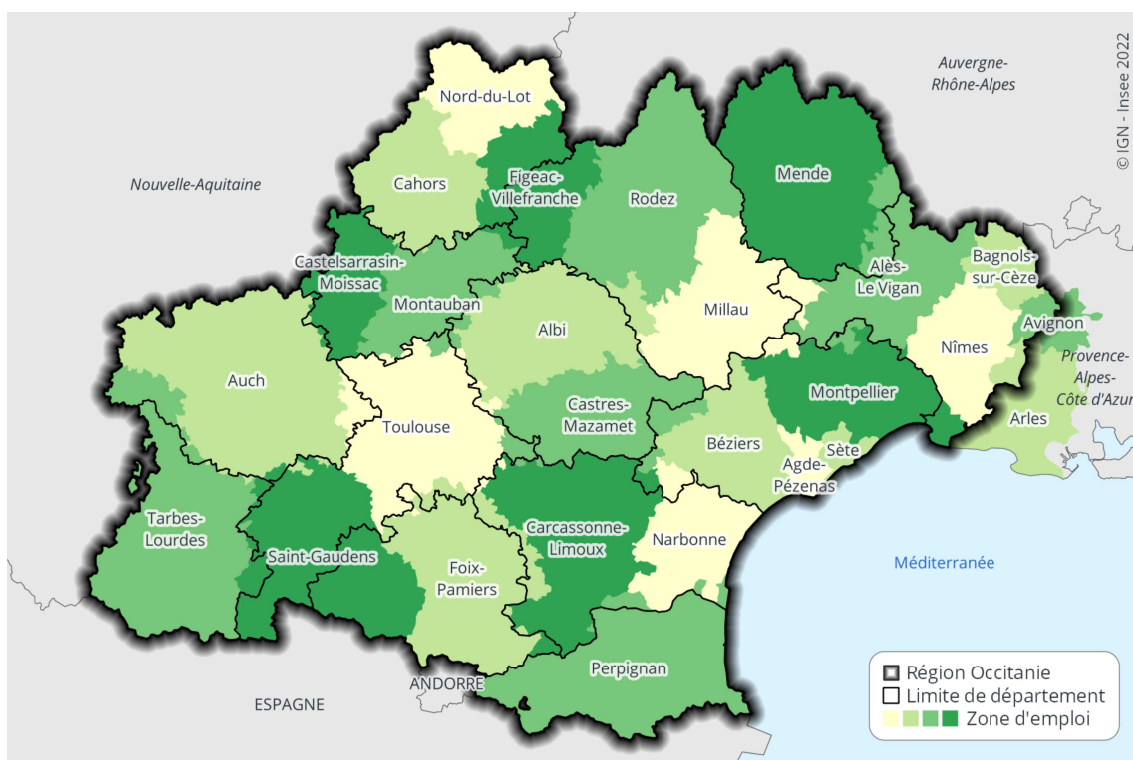 © IGN - Insee 2022
Auvergne-
Rhône-Alpes
Nouvelle-Aquitaine
Nord-du-Lot
Cahors
Figeac-
Villefranche
Rodez
Mende
Castelsarrasin-
Moissac
Montauban
Alès-
Le Vigan
Bagnols-
sur-Cèze
Avignon
Millau
Albi
Nîmes
Provence-
Alpes-
Côte d'Azur
Auch
Toulouse
Castres-
Mazamet
Montpellier
Arles
Béziers
Sète
Agde-
Pézenas
Tarbes-
Lourdes
Saint-Gaudens
Carcassonne-
Limoux
Narbonne
Foix-
Pamiers
Méditerranée
Perpignan
ANDORRE
ESPAGNE
Région Occitanie
Limite de département
Zone d'emploi